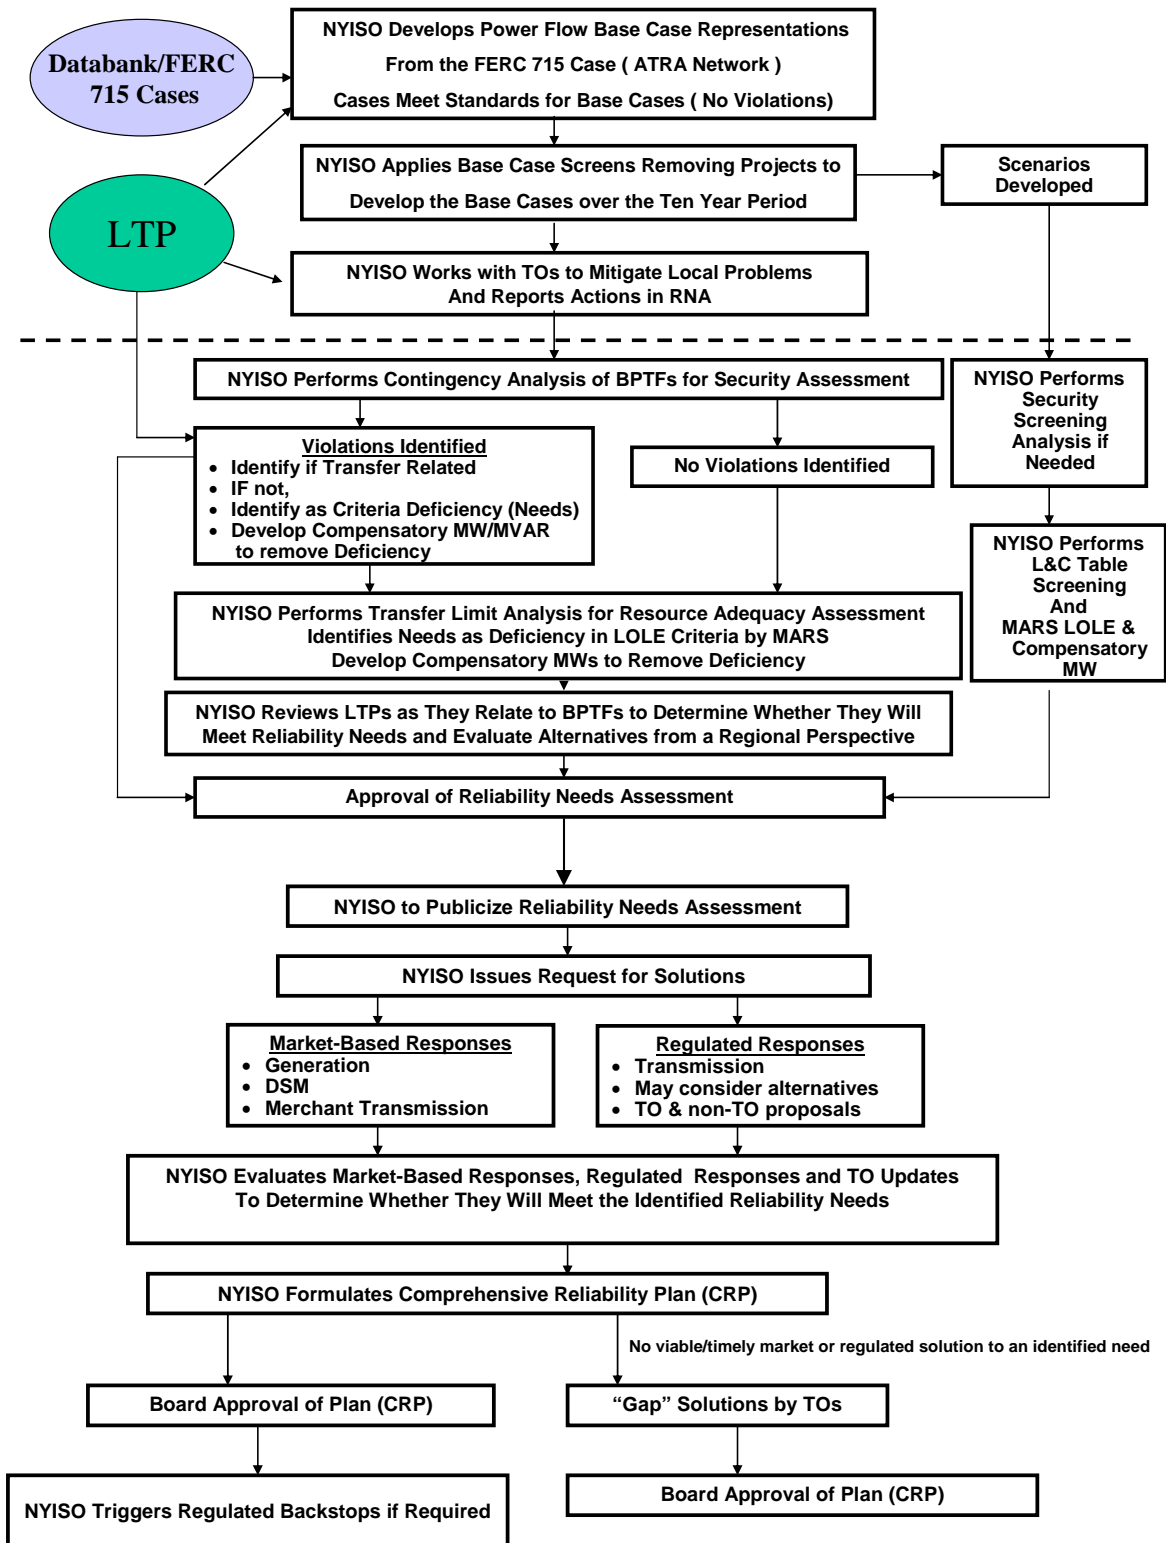 NYISO Develops Power Flow Base Case Representations
From the FERC 715 Case ( ATRA Network )
Cases Meet Standards for Base Cases ( No Violations)
Databank/FERC
715 Cases
NYISO Applies Base Case Screens Removing Projects to
Develop the Base Cases over the Ten Year Period
Scenarios
Developed
LTP
NYISO Works with TOs to Mitigate Local Problems
And Reports Actions in RNA
NYISO Performs Contingency Analysis of BPTFs for Security Assessment
NYISO Performs
Security
Screening
Analysis if
Needed
Violations Identified
• Identify if Transfer Related
• IF not,
• Identify as Criteria Deficiency (Needs)
• Develop Compensatory MW/MVAR
to remove Deficiency
No Violations Identified
NYISO Performs
L&C Table
Screening
And
MARS LOLE &
Compensatory
MW
NYISO Performs Transfer Limit Analysis for Resource Adequacy Assessment
Identifies Needs as Deficiency in LOLE Criteria by MARS
Develop Compensatory MWs to Remove Deficiency
NYISO Reviews LTPs as They Relate to BPTFs to Determine Whether They Will
Meet Reliability Needs and Evaluate Alternatives from a Regional Perspective
Approval of Reliability Needs Assessment
NYISO to Publicize Reliability Needs Assessment
NYISO Issues Request for Solutions
Market-Based Responses
• Generation
• DSM
• Merchant Transmission
Regulated Responses
• Transmission
• May consider alternatives
• TO & non-TO proposals
NYISO Evaluates Market-Based Responses, Regulated Responses and TO Updates
To Determine Whether They Will Meet the Identified Reliability Needs
NYISO Formulates Comprehensive Reliability Plan (CRP)
No viable/timely market or regulated solution to an identified need
Board Approval of Plan (CRP)
“Gap” Solutions by TOs
NYISO Triggers Regulated Backstops if Required
Board Approval of Plan (CRP)